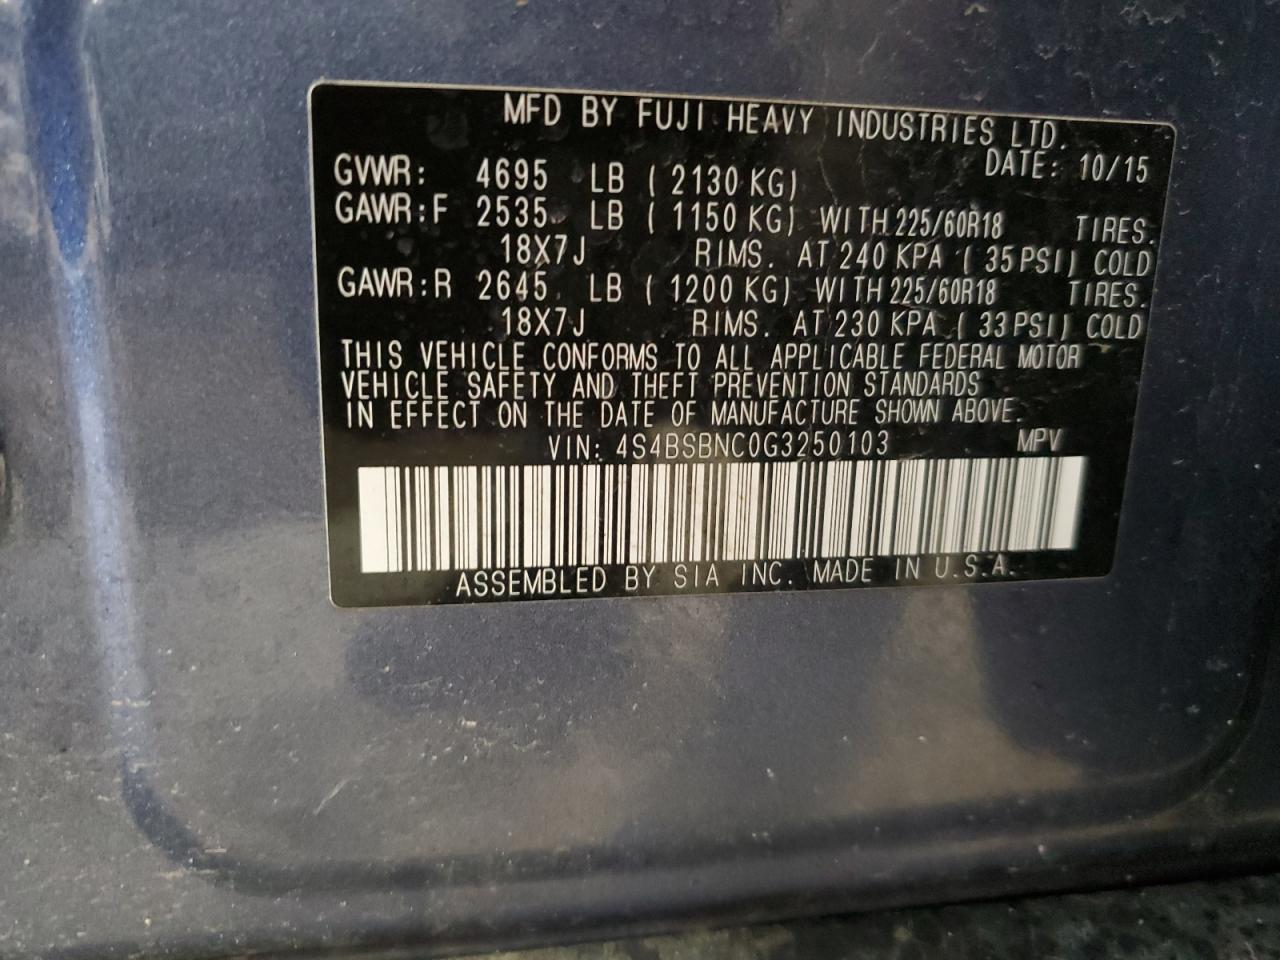 MFD BY FUJI HEAVY INDUSTRIES LTD.
DATE: 10/15
GVWR: 4695 LB ( 2130 KG)
GAWR:F 2535 LB ( 1150 KG) WITH 225/60R18 TIRES.
18X7J RIMS. AT 240 KPA ( 35 PSI) COLD
GAWR:R 2645 LB ( 1200 KG) WITH 225/60R18 TIRES.
18X7J RIMS. AT 230 KPA ( 33 PSI) COLD
THIS VEHICLE CONFORMS TO ALL APPLICABLE FEDERAL MOTOR
VEHICLE SAFETY AND THEFT PREVENTION STANDARDS
IN EFFECT ON THE DATE OF MANUFACTURE SHOWN ABOVE.
VIN: 4S4BSBNC0G3250103 MPV
ASSEMBLED BY SIA INC. MADE IN U.S.A.